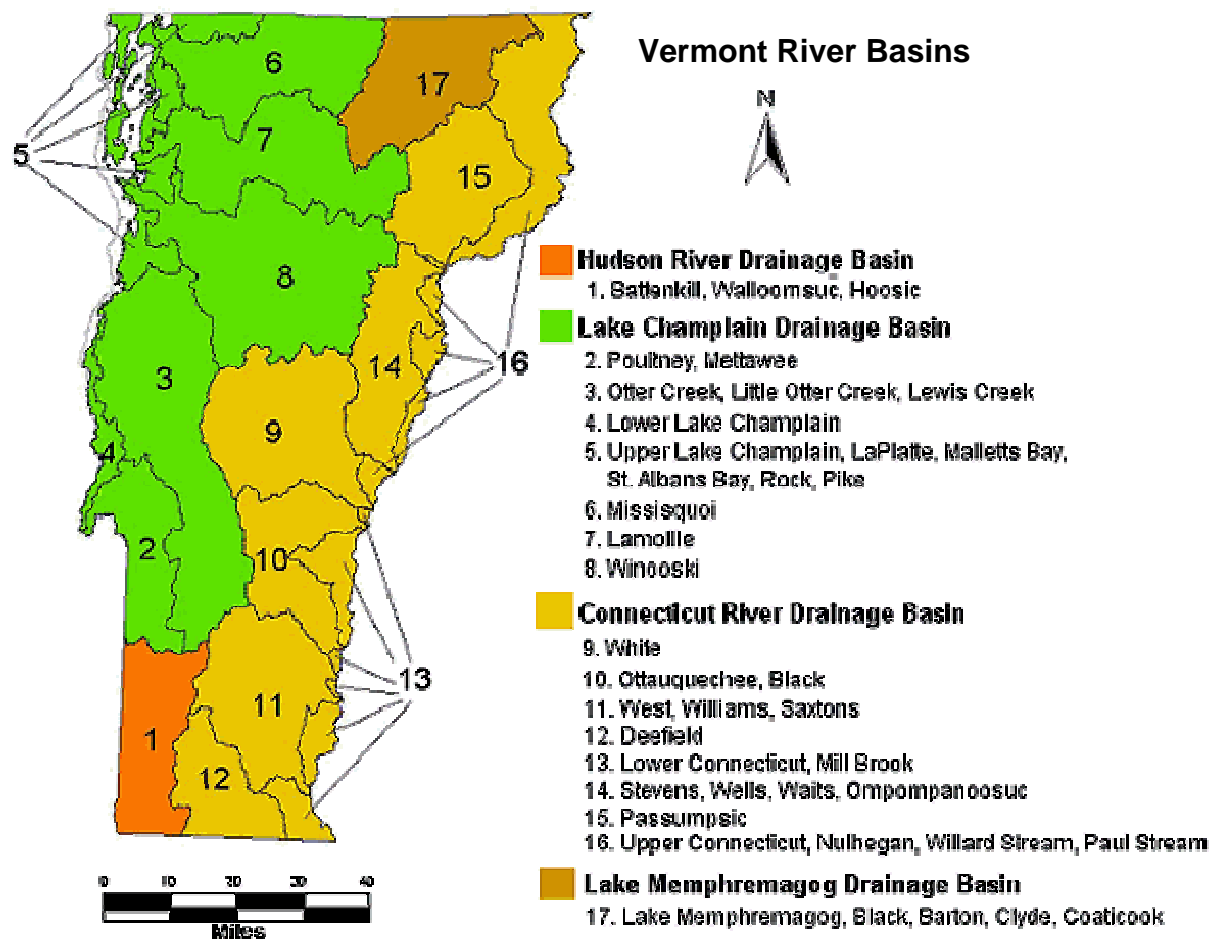 Vermont River Basins
N
6
17
7
5
15
8
16
14
3
9
4
10
2
13
11
1
12
Hudson River Drainage Basin
1. Battenkill, Walloomsuc, Hoosic
Lake Champlain Drainage Basin
2. Poultney, Mettawee
3. Otter Creek, Little Otter Creek, Lewis Creek
4. Lower Lake Champlain
5. Upper Lake Champlain, LaPlatte, Malletts Bay,
St. Albans Bay, Rock, Pike
6. Missisquoi
7. Lamoille
8. Winooski
Connecticut River Drainage Basin
9. White
10. Ottauquechee, Black
11. West, Williams, Saxtons
12. Deefield
13. Lower Connecticut, Mill Brook
14. Stevens, Wells, Waits, Ompompanoosuc
15. Passumpsic
16. Upper Connecticut, Nulhegan, Willard Stream, Paul Stream
Lake Memphremagog Drainage Basin
17. Lake Memphremagog, Black, Barton, Clyde, Coaticook
0 10 20 30 40
Miles